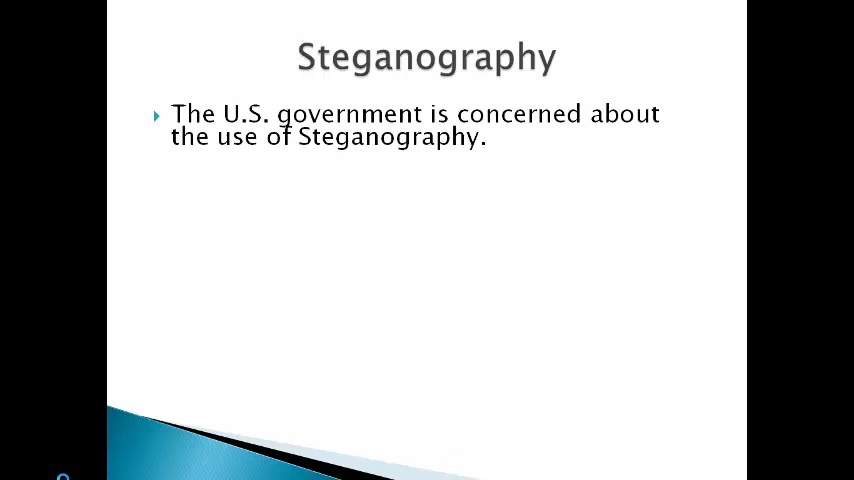 Steganography
The U.S. government is concerned about
the use of Steganography.